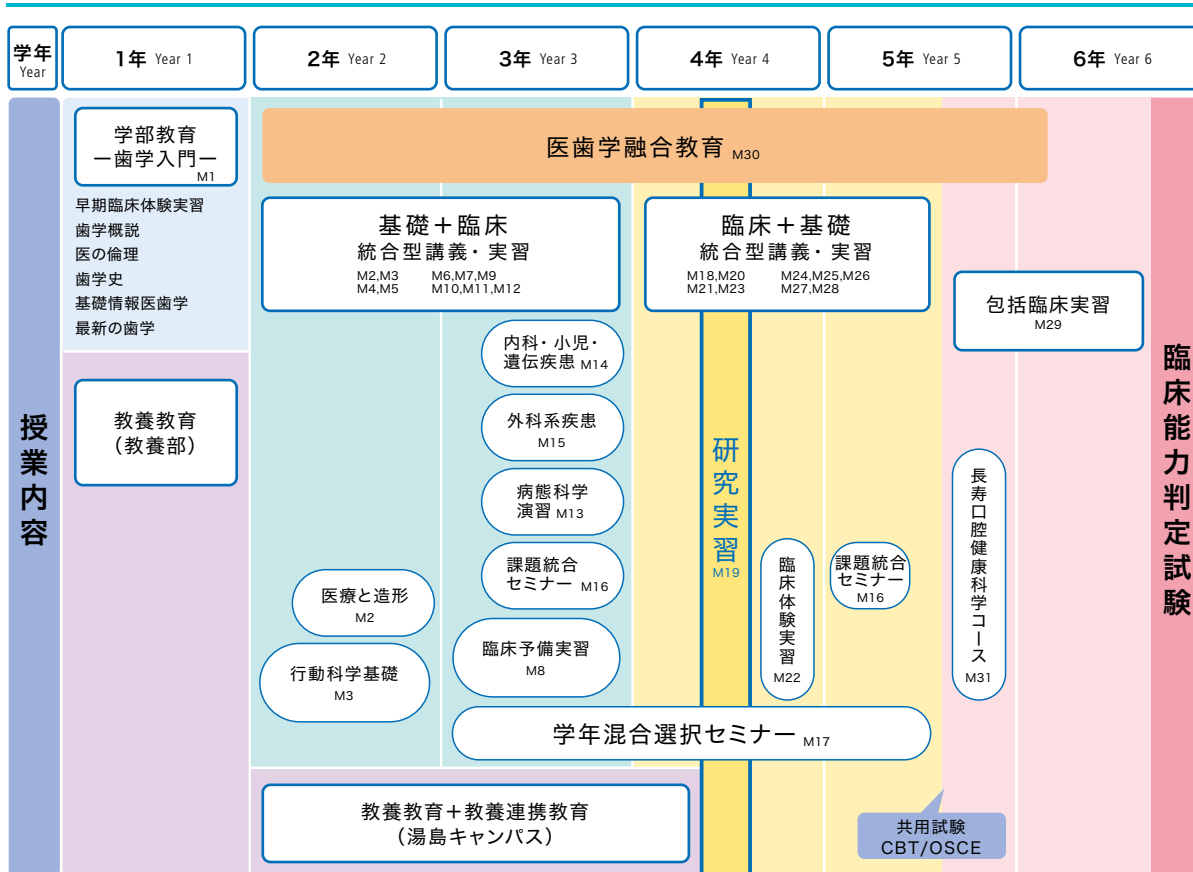 学年
Year
1年 Year 1
2年 Year 2
3年 Year 3
4年 Year 4
5年 Year 5
6年 Year 6
授業内容
学部教育
ー歯学入門ー
M1
早期臨床体験実習
歯学概説
医の倫理
歯学史
基礎情報医歯学
最新の歯学
教養教育
（教養部）
医歯学融合教育 M30
基礎＋臨床
統合型講義・実習
M2,M3 M6,M7,M9
M4,M5 M10,M11,M12
臨床＋基礎
統合型講義・実習
M18,M20 M24,M25,M26
M21,M23 M27,M28
包括臨床実習
M29
内科・小児・
遺伝疾患 M14
外科系疾患
M15
病態科学
演習 M13
課題統合
セミナー M16
医療と造形
M2
臨床予備実習
M8
行動科学基礎
M3
研究実習
M19
臨床体験実習
M22
課題統合
セミナー
M16
長寿口腔健康科学コース
M31
学年混合選択セミナー M17
教養教育＋教養連携教育
（湯島キャンパス）
共用試験
CBT/OSCE
臨床能力判定試験